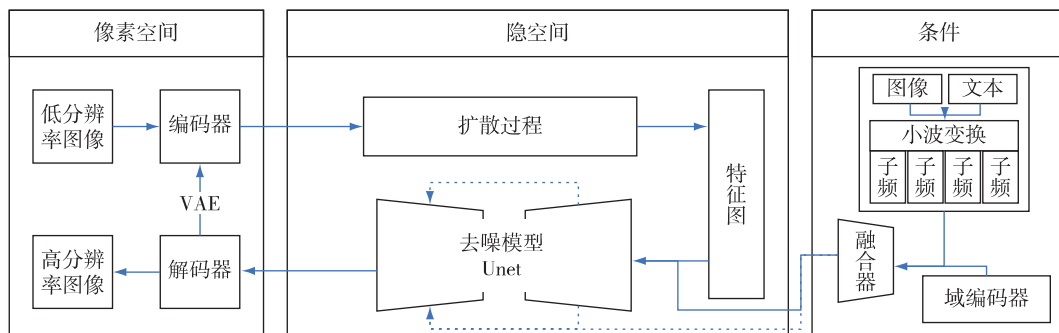 像素空间
隐空间
条件
低分辨
率图像
编码器
扩散过程
特
征
图
图像
文本
小波变换
子
频
子
频
子
频
子
频
VAE
高分辨
率图像
解码器
去噪模型
Unet
融
合
器
域编码器